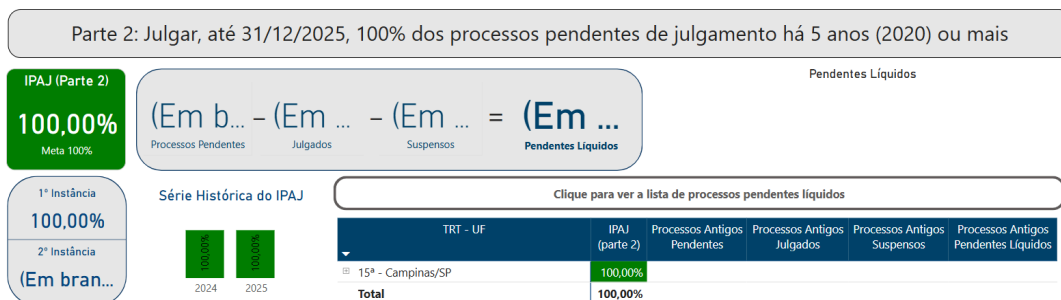 Parte 2: Julgar, até 31/12/2025, 100% dos processos pendentes de julgamento há 5 anos (2020) ou mais
IPAJ (Parte 2)
100,00%
Meta 100%
(Em b... – (Em ... – (Em ... = (Em ...
Processos Pendentes Julgados Suspensos Pendentes Líquidos
Pendentes Líquidos
1ª Instância
100,00%
2ª Instância
(Em bran...
Série Histórica do IPAJ
100,00% 100,00%
2024 2025
Clique para ver a lista de processos pendentes líquidos
TRT - UF IPAJ (parte 2) Processos Antigos Pendentes Processos Antigos Julgados Processos Antigos Suspensos Processos Antigos Pendentes Líquidos
15ª - Campinas/SP 100,00%
Total 100,00%